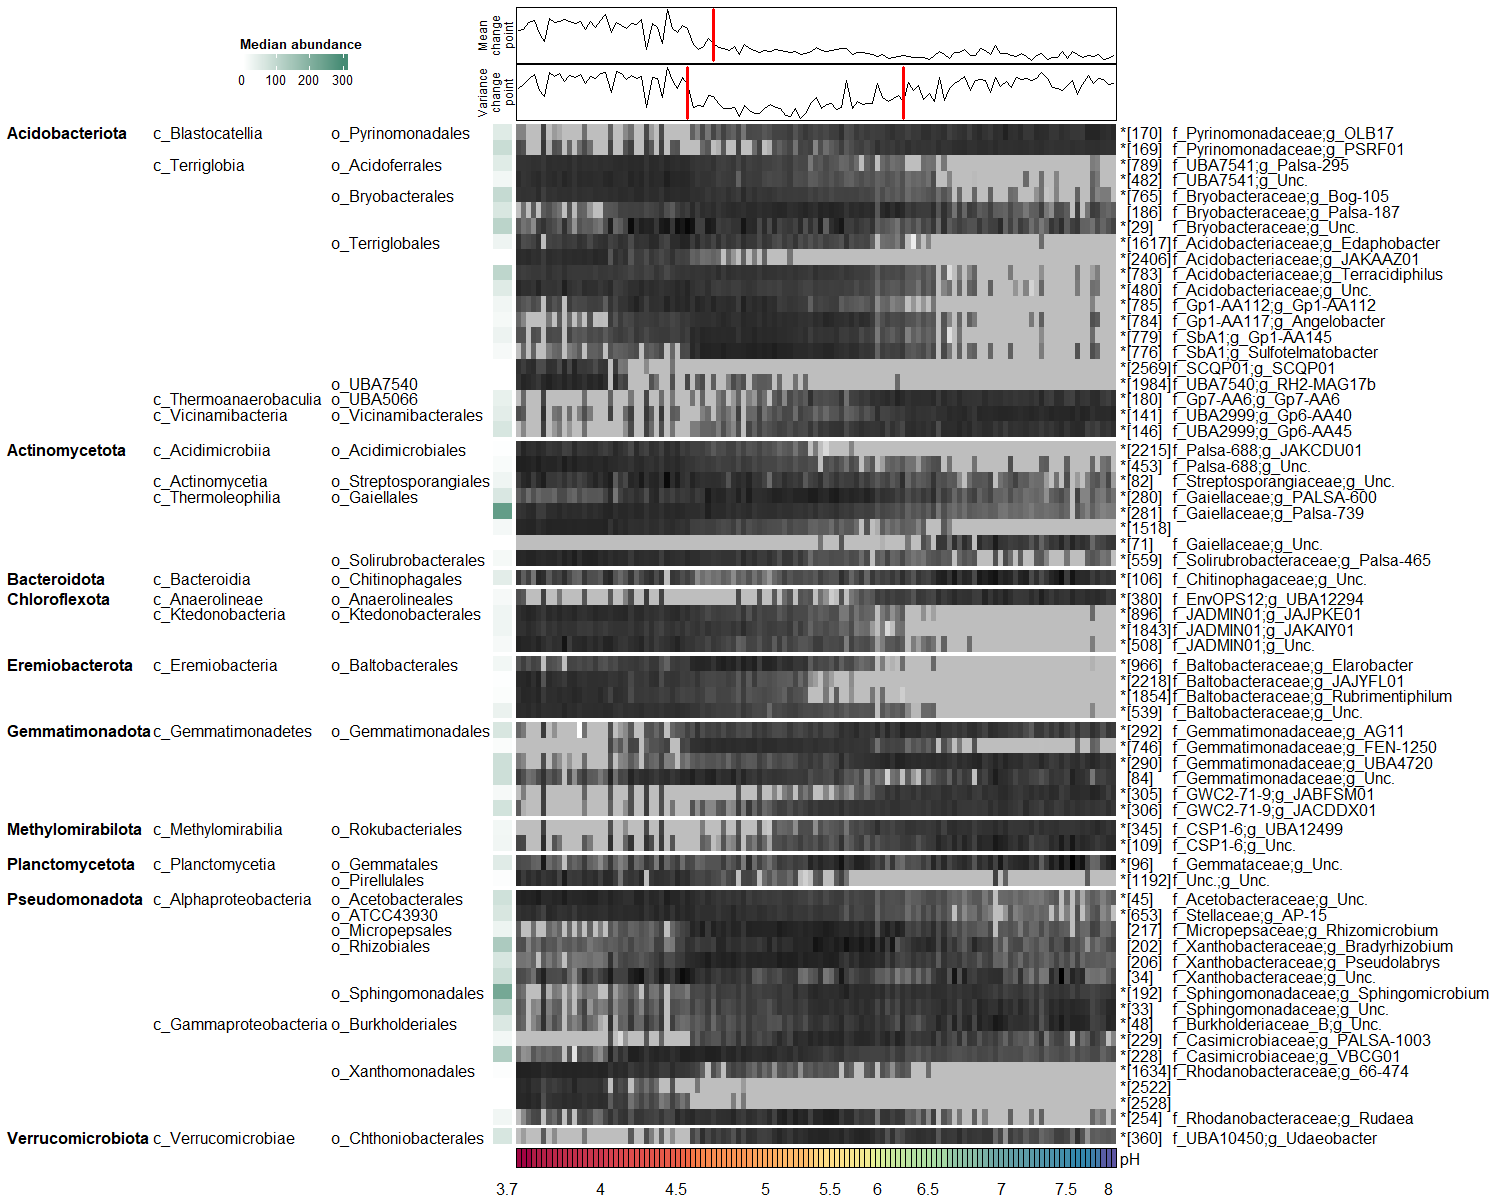 Median abundance
0 100 200 300
Mean change point
Variance change point
Acidobacteriota c_Blastocatellia o_Pyrinomonadales *[170] f_Pyrinomonadaceae;g_OLB17
*[169] f_Pyrinomonadaceae;g_PSRF01
c_Terriglobia o_Acidoferrales *[789] f_UBA7541;g_Palsa-295
*[482] f_UBA7541;g_Unc.
o_Bryobacterales *[765] f_Bryobacteraceae;g_Bog-105
[186] f_Bryobacteraceae;g_Palsa-187
*[29] f_Bryobacteraceae;g_Unc.
o_Terriglobales *[1617] f_Acidobacteriaceae;g_Edaphobacter
*[2406] f_Acidobacteriaceae;g_JAKAAZ01
*[783] f_Acidobacteriaceae;g_Terracidiphilus
*[480] f_Acidobacteriaceae;g_Unc.
*[785] f_Gp1-AA112;g_Gp1-AA112
*[784] f_Gp1-AA117;g_Angelobacter
*[779] f_SbA1;g_Gp1-AA145
*[776] f_SbA1;g_Sulfotelmatobacter
*[2569] f_SCQP01;g_SCQP01
o_UBA7540 *[1984] f_UBA7540;g_RH2-MAG17b
c_Thermoanaerobaculia o_UBA5066 *[180] f_Gp7-AA6;g_Gp7-AA6
c_Vicinamibacteria o_Vicinamibacterales *[141] f_UBA2999;g_Gp6-AA40
*[146] f_UBA2999;g_Gp6-AA45
Actinomycetota c_Acidimicrobiia o_Acidimicrobiales *[2215] f_Palsa-688;g_JAKCDU01
*[453] f_Palsa-688;g_Unc.
c_Actinomycetia o_Streptosporangiales *[82] f_Streptosporangiaceae;g_Unc.
c_Thermoleophilia o_Gaiellales *[280] f_Gaiellaceae;g_PALSA-600
*[281] f_Gaiellaceae;g_Palsa-739
*[1518]
*[71] f_Gaiellaceae;g_Unc.
o_Solirubrobacterales *[559] f_Solirubrobacteraceae;g_Palsa-465
Bacteroidota c_Bacteroidia o_Chitinophagales *[106] f_Chitinophagaceae;g_Unc.
Chloroflexota c_Anaerolineae o_Anaerolineales *[380] f_EnvOPS12;g_UBA12294
c_Ktedonobacteria o_Ktedonobacterales *[896] f_JADMIN01;g_JAJPKE01
*[1843] f_JADMIN01;g_JAKAIY01
*[508] f_JADMIN01;g_Unc.
Eremiobacterota c_Eremiobacteria o_Baltobacterales *[966] f_Baltobacteraceae;g_Elarobacter
*[2218] f_Baltobacteraceae;g_JAJYFL01
*[1854] f_Baltobacteraceae;g_Rubrimentiphilum
*[539] f_Baltobacteraceae;g_Unc.
Gemmatimonadota c_Gemmatimonadetes o_Gemmatimonadales *[292] f_Gemmatimonadaceae;g_AG11
*[746] f_Gemmatimonadaceae;g_FEN-1250
*[290] f_Gemmatimonadaceae;g_UBA4720
[84] f_Gemmatimonadaceae;g_Unc.
*[305] f_GWC2-71-9;g_JABFSM01
*[306] f_GWC2-71-9;g_JACDDX01
Methylomirabilota c_Methylomirabilia o_Rokubacteriales *[345] f_CSP1-6;g_UBA12499
*[109] f_CSP1-6;g_Unc.
Planctomycetota c_Planctomycetia o_Gemmatales *[96] f_Gemmataceae;g_Unc.
o_Pirellulales *[1192] f_Unc.;g_Unc.
Pseudomonadota c_Alphaproteobacteria o_Acetobacterales *[45] f_Acetobacteraceae;g_Unc.
o_ATCC43930 *[653] f_Stellaceae;g_AP-15
o_Micropepsales [217] f_Micropepsaceae;g_Rhizomicrobium
o_Rhizobiales [202] f_Xanthobacteraceae;g_Bradyrhizobium
[206] f_Xanthobacteraceae;g_Pseudolabrys
[34] f_Xanthobacteraceae;g_Unc.
o_Sphingomonadales *[192] f_Sphingomonadaceae;g_Sphingomicrobium
*[33] f_Sphingomonadaceae;g_Unc.
c_Gammaproteobacteria o_Burkholderiales *[48] f_Burkholderiaceae_B;g_Unc.
*[229] f_Casimicrobiaceae;g_PALSA-1003
*[228] f_Casimicrobiaceae;g_VBCG01
o_Xanthomonadales *[1634] f_Rhodanobacteraceae;g_66-474
*[2522]
*[2528]
*[254] f_Rhodanobacteraceae;g_Rudaea
Verrucomicrobiota c_Verrucomicrobiae o_Chthoniobacterales *[360] f_UBA10450;g_Udaeobacter
pH
3.7 4 4.5 5 5.5 6 6.5 7 7.5 8